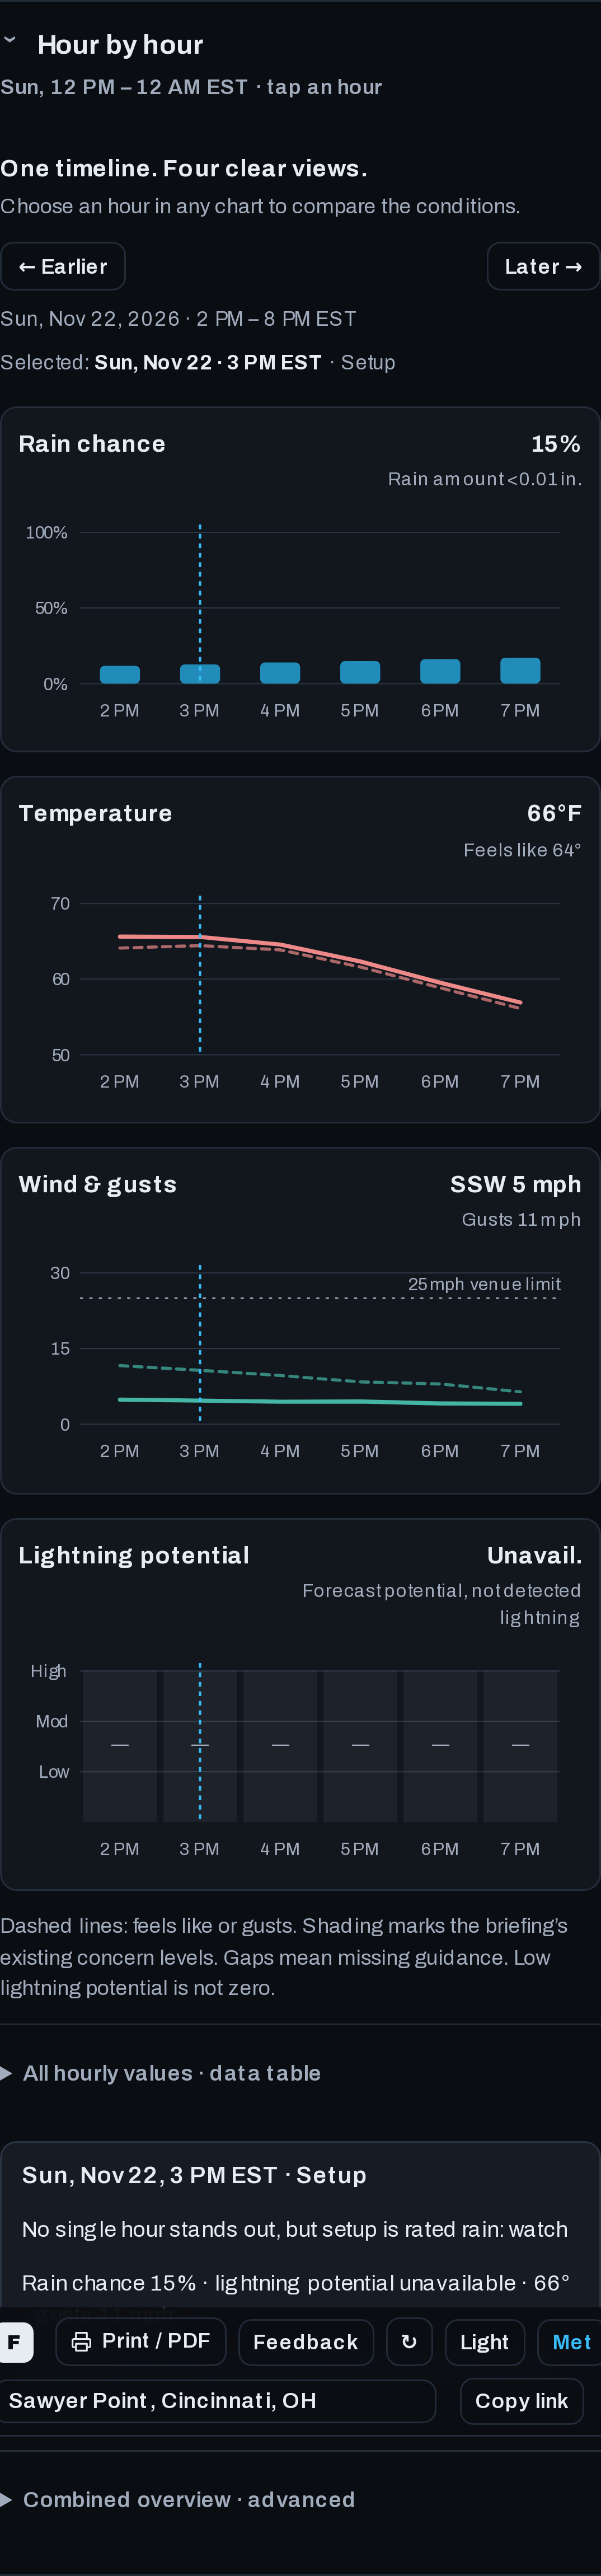 Hour by hour
Sun, 12 PM – 12 AM EST · tap an hour
One timeline. Four clear views.
Choose an hour in any chart to compare the conditions.
← Earlier
Later →
Sun, Nov 22, 2026 · 2 PM – 8 PM EST
Selected: Sun, Nov 22 · 3 PM EST · Setup
Rain chance
15%
Rain amount <0.01 in.
100%
50%
0%
2 PM 3 PM 4 PM 5 PM 6 PM 7 PM
Temperature
66°F
Feels like 64°
70
60
50
2 PM 3 PM 4 PM 5 PM 6 PM 7 PM
Wind & gusts
SSW 5 mph
Gusts 11 mph
30
25 mph venue limit
15
0
2 PM 3 PM 4 PM 5 PM 6 PM 7 PM
Lightning potential
Unavail.
Forecast potential, not detected
lightning
High
Mod
— — — — — —
Low
2 PM 3 PM 4 PM 5 PM 6 PM 7 PM
Dashed lines: feels like or gusts. Shading marks the briefing’s
existing concern levels. Gaps mean missing guidance. Low
lightning potential is not zero.
All hourly values · data table
Sun, Nov 22, 3 PM EST · Setup
No single hour stands out, but setup is rated rain: watch
Rain chance 15% · lightning potential unavailable · 66°
gusts 11 mph
F
Print / PDF
Feedback
↻
Light
Met
Sawyer Point, Cincinnati, OH
Copy link
Combined overview · advanced